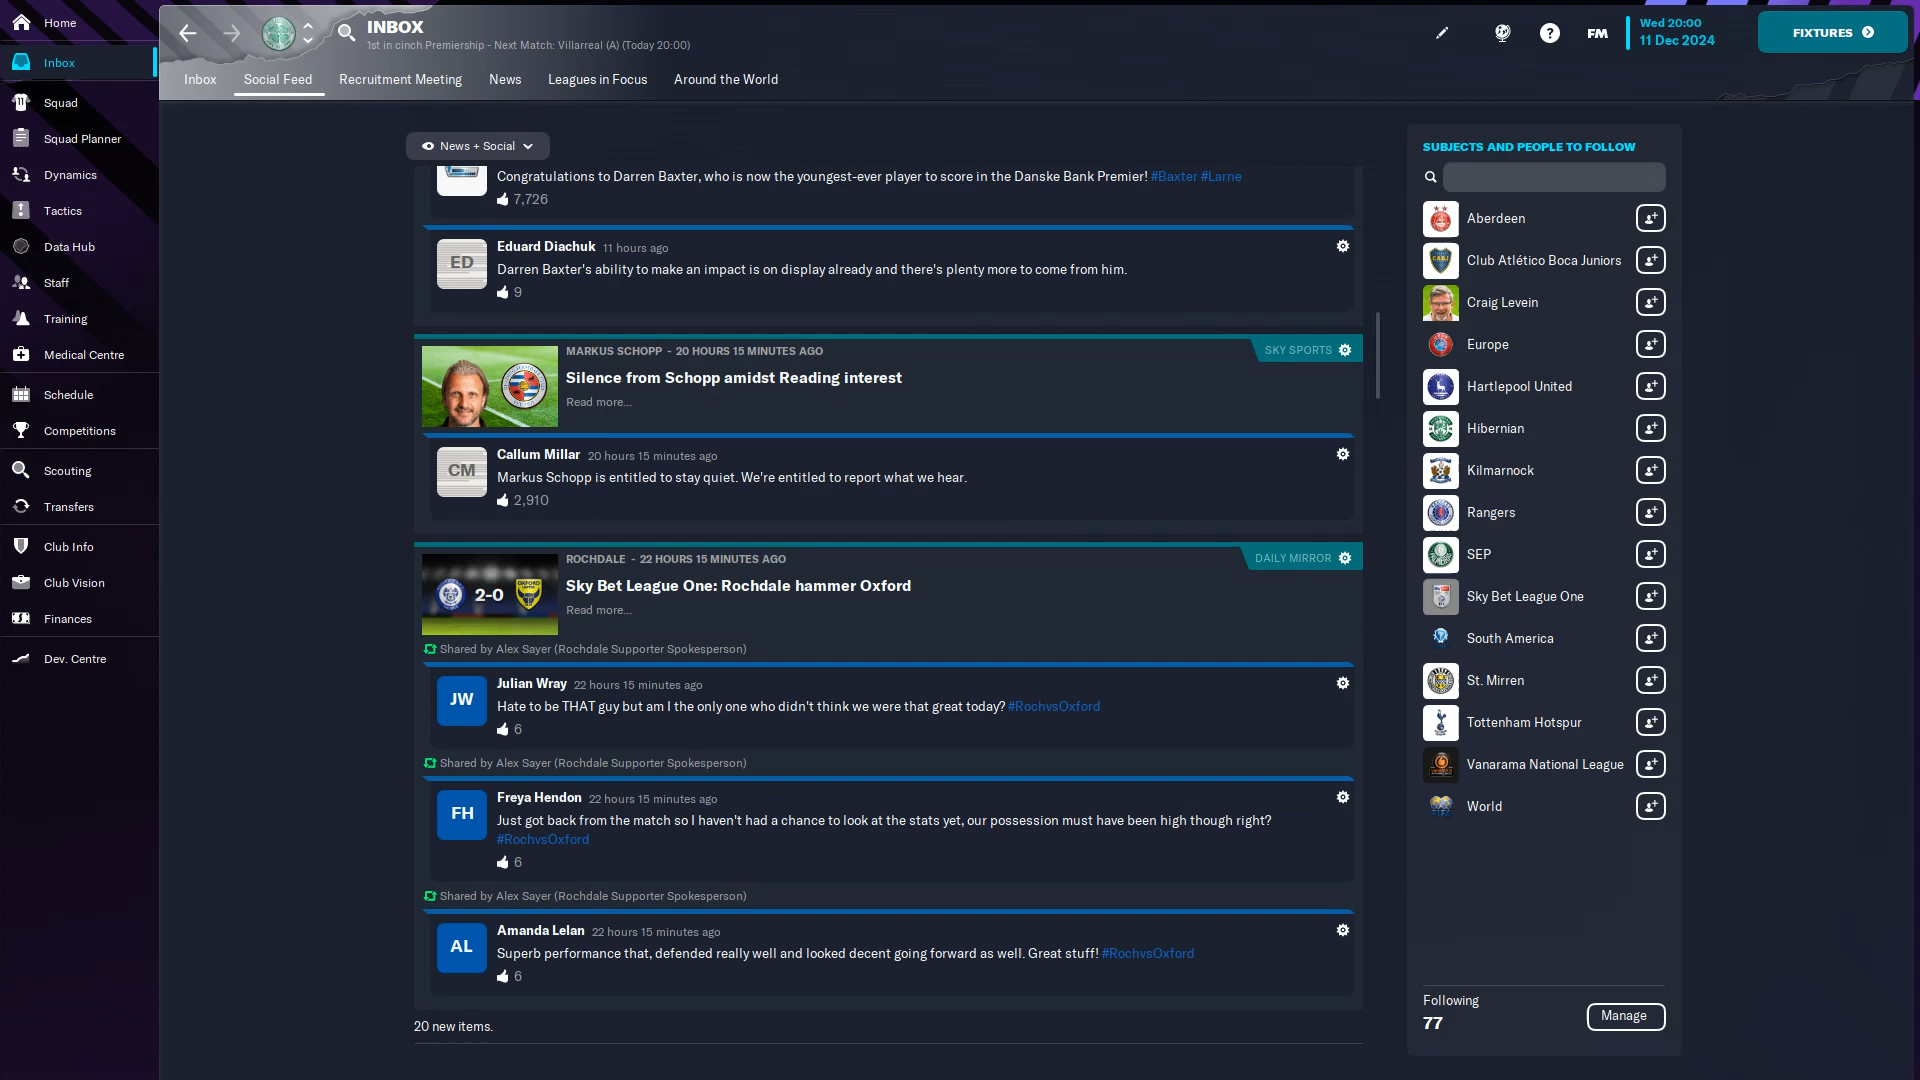 Home
INBOX
1st in cinch Premiership - Next Match: Villarreal (A) (Today 20:00)
FM
Wed 20:00
11 Dec 2024
FIXTURES
Inbox
Inbox
Social Feed
Recruitment Meeting
News
Leagues in Focus
Around the World
Squad
Squad Planner
Dynamics
Tactics
Data Hub
Staff
Training
Medical Centre
Schedule
Competitions
Scouting
Transfers
Club Info
Club Vision
Finances
Dev. Centre
News + Social
Congratulations to Darren Baxter, who is now the youngest-ever player to score in the Danske Bank Premier! #Baxter #Larne
7,726
ED
Eduard Diachuk 11 hours ago
Darren Baxter's ability to make an impact is on display already and there's plenty more to come from him.
9
MARKUS SCHOPP - 20 HOURS 15 MINUTES AGO
SKY SPORTS
Silence from Schopp amidst Reading interest
Read more...
CM
Callum Millar 20 hours 15 minutes ago
Markus Schopp is entitled to stay quiet. We're entitled to report what we hear.
2,910
ROCHDALE - 22 HOURS 15 MINUTES AGO
DAILY MIRROR
2-0
Sky Bet League One: Rochdale hammer Oxford
Read more...
Shared by Alex Sayer (Rochdale Supporter Spokesperson)
JW
Julian Wray 22 hours 15 minutes ago
Hate to be THAT guy but am I the only one who didn't think we were that great today? #RochvsOxford
6
Shared by Alex Sayer (Rochdale Supporter Spokesperson)
FH
Freya Hendon 22 hours 15 minutes ago
Just got back from the match so I haven't had a chance to look at the stats yet, our possession must have been high though right?
#RochvsOxford
6
Shared by Alex Sayer (Rochdale Supporter Spokesperson)
AL
Amanda Lelan 22 hours 15 minutes ago
Superb performance that, defended really well and looked decent going forward as well. Great stuff! #RochvsOxford
6
20 new items.
SUBJECTS AND PEOPLE TO FOLLOW
Aberdeen
Club Atlético Boca Juniors
Craig Levein
Europe
Hartlepool United
Hibernian
Kilmarnock
Rangers
SEP
Sky Bet League One
South America
St. Mirren
Tottenham Hotspur
Vanarama National League
World
Following
77
Manage